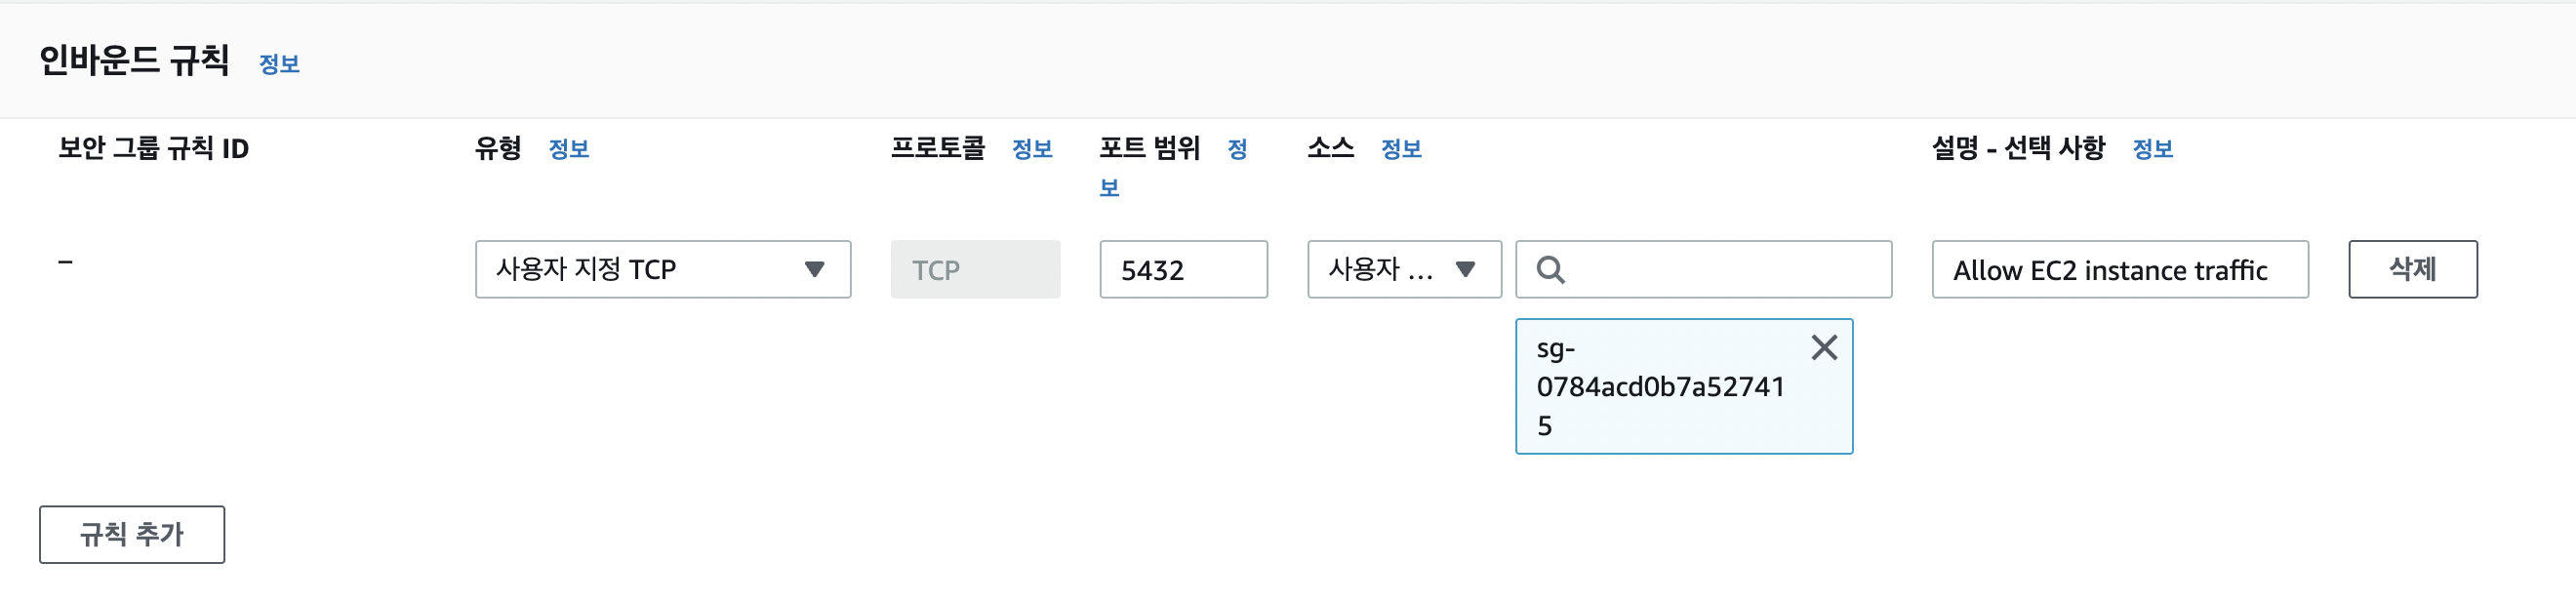 인바운드 규칙 정보
보안 그룹 규칙 ID 유형 정보 프로토콜 정보 포트 범위 정 소스 정보 설명 - 선택 사항 정보
보
– 사용자 지정 TCP TCP 5432 사용자 ... Allow EC2 instance traffic 삭제
sg-
0784acd0b7a52741
5
규칙 추가